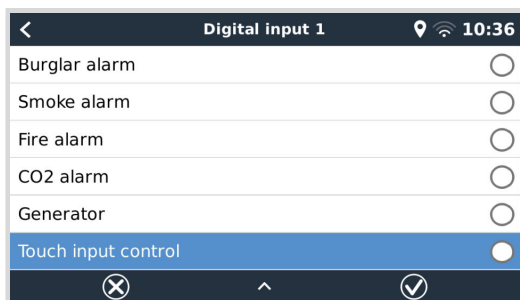 Digital input 1 10:36
Burglar alarm
Smoke alarm
Fire alarm
CO2 alarm
Generator
Touch input control